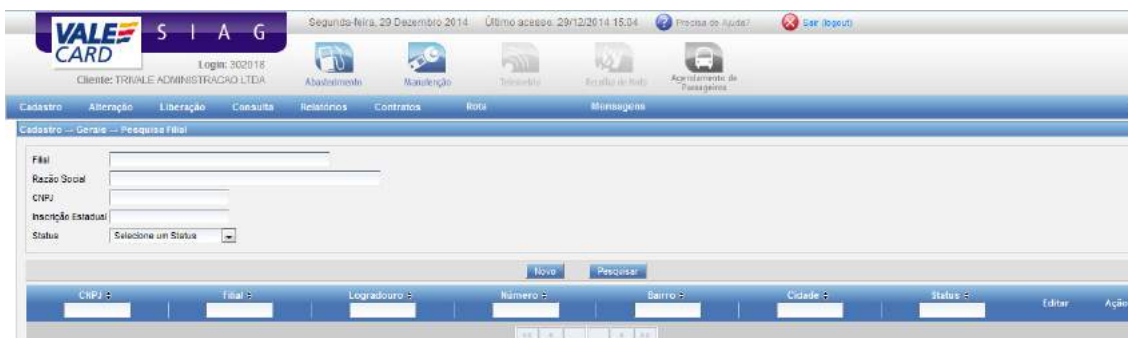 VALE CARD
S I A G
Segunda-feira, 29 Dezembro 2014 Último acesso: 29/12/2014 15:04 Precisa de Ajuda? Sair (logout)
Login: 302018
Cliente: TRIVALE ADMINISTRACAO LTDA
Abastecimento Manutenção Telemetria Agendamento de Passageiros
Cadastro Alteração Liberação Consulta Relatórios Contratos Rota Mensagens
Cadastro -- Gerais -- Pesquisa Filial
Filial
Razão Social
CNPJ
Inscrição Estadual
Status Selecione um Status
Novo Pesquisar
CNPJ Filial Logradouro Número Bairro Cidade Status Editar Ação